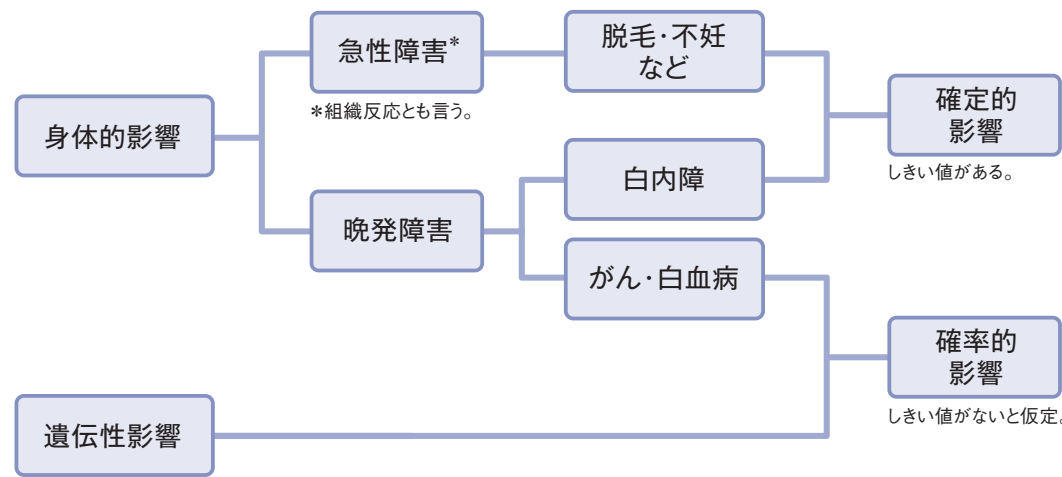 身体的影響
急性障害*
*組織反応とも言う。
晩発障害
脱毛・不妊
など
白内障
がん・白血病
確定的
影響
しきい値がある。
確率的
影響
しきい値がないと仮定。
遺伝性影響